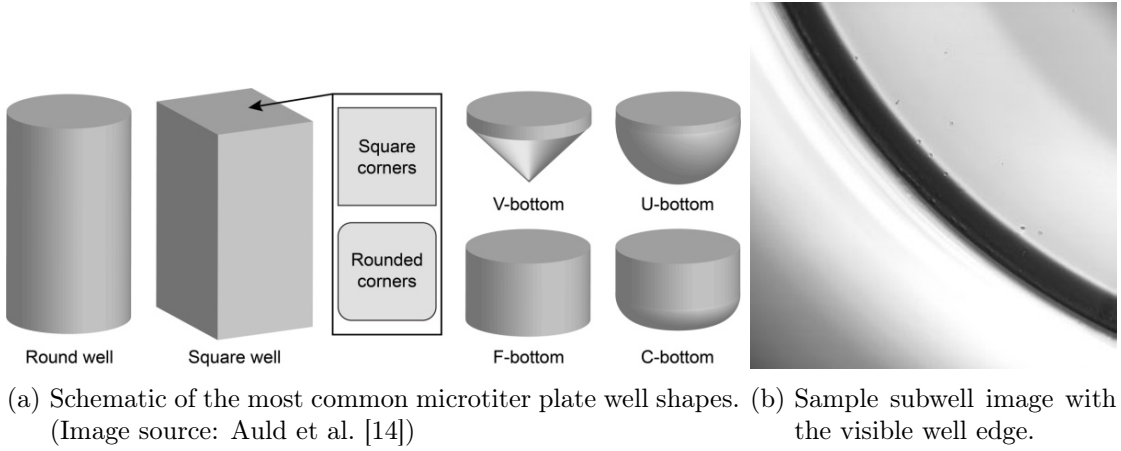 Square
corners
Rounded
corners
Round well
Square well
V-bottom
U-bottom
F-bottom
C-bottom
(a) Schematic of the most common microtiter plate well shapes.
(Image source: Auld et al. [14])
(b) Sample subwell image with
the visible well edge.